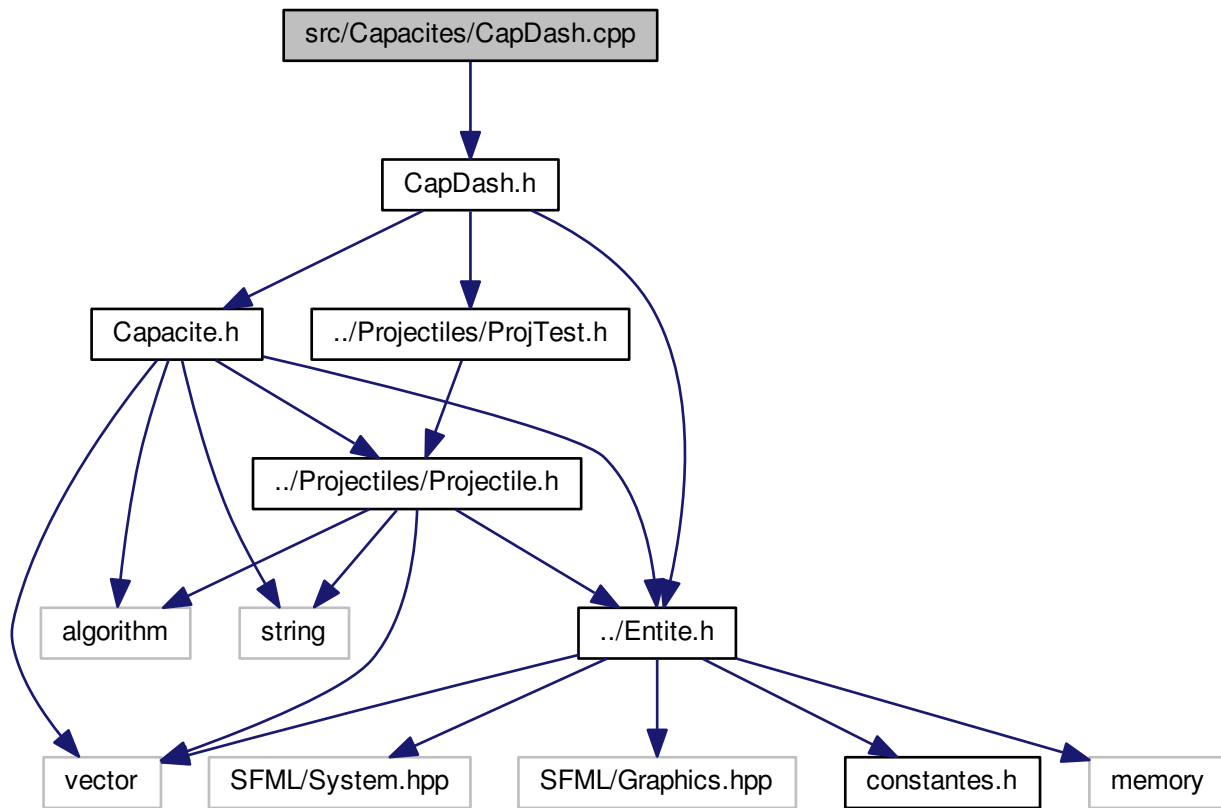 src/Capacites/CapDash.cpp
CapDash.h
Capacite.h
../Projectiles/ProjTest.h
../Projectiles/Projectile.h
algorithm
string
../Entite.h
vector
SFML/System.hpp
SFML/Graphics.hpp
constantes.h
memory